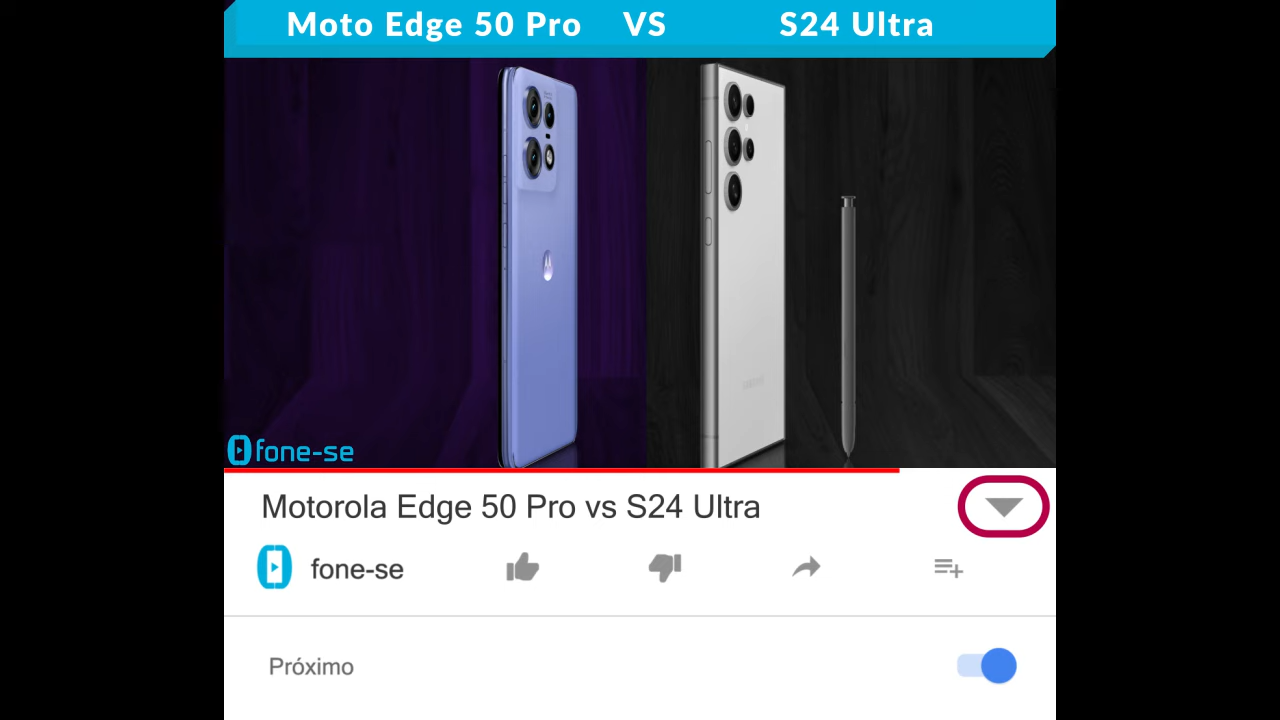 Moto Edge 50 Pro VS S24 Ultra
fone-se
Motorola Edge 50 Pro vs S24 Ultra
fone-se
Próximo